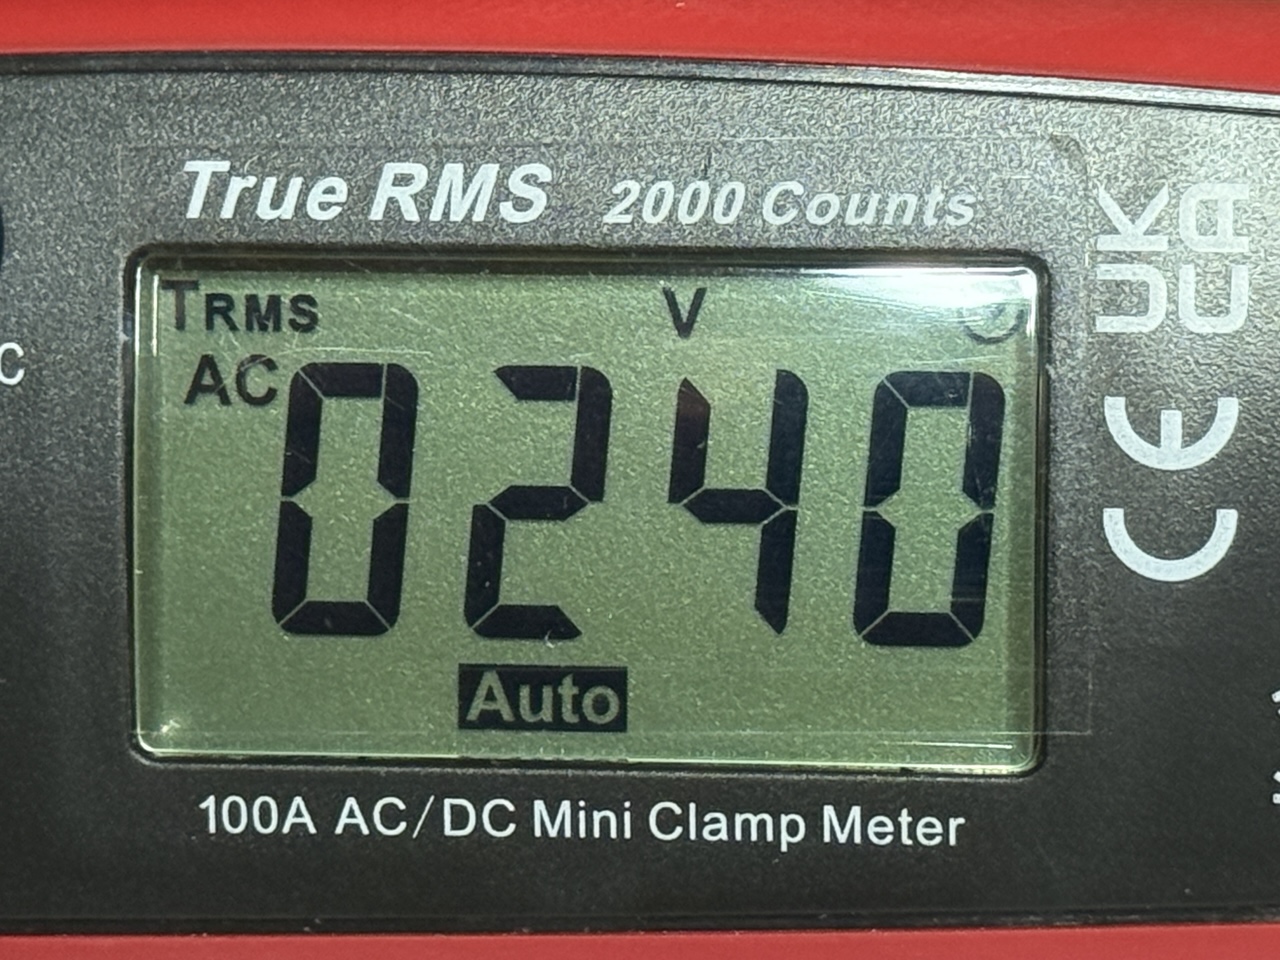 True RMS 2000 Counts
TRMS V
AC 0240
Auto
100A AC/DC Mini Clamp Meter
UK
CA
CE
C